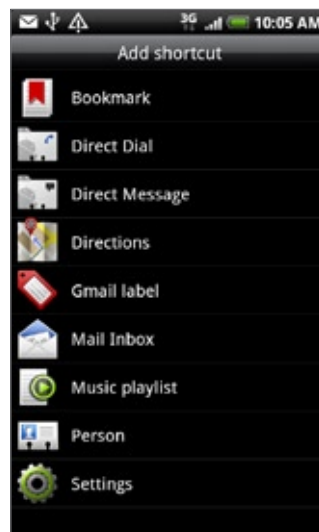 3G 10:05 AM
Add shortcut
Bookmark
Direct Dial
Direct Message
Directions
Gmail label
Mail Inbox
Music playlist
Person
Settings